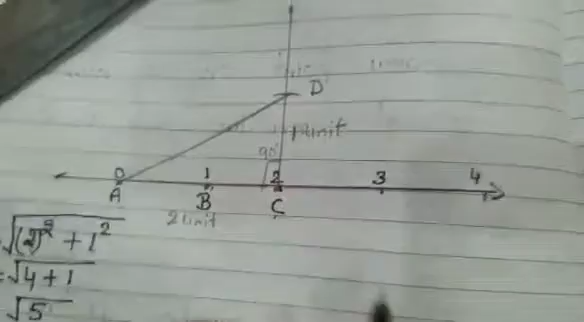 D
1 unit
90°
0 1 2 3 4
A B C
2 unit
√(2)² + 1²
= √4 + 1
√5